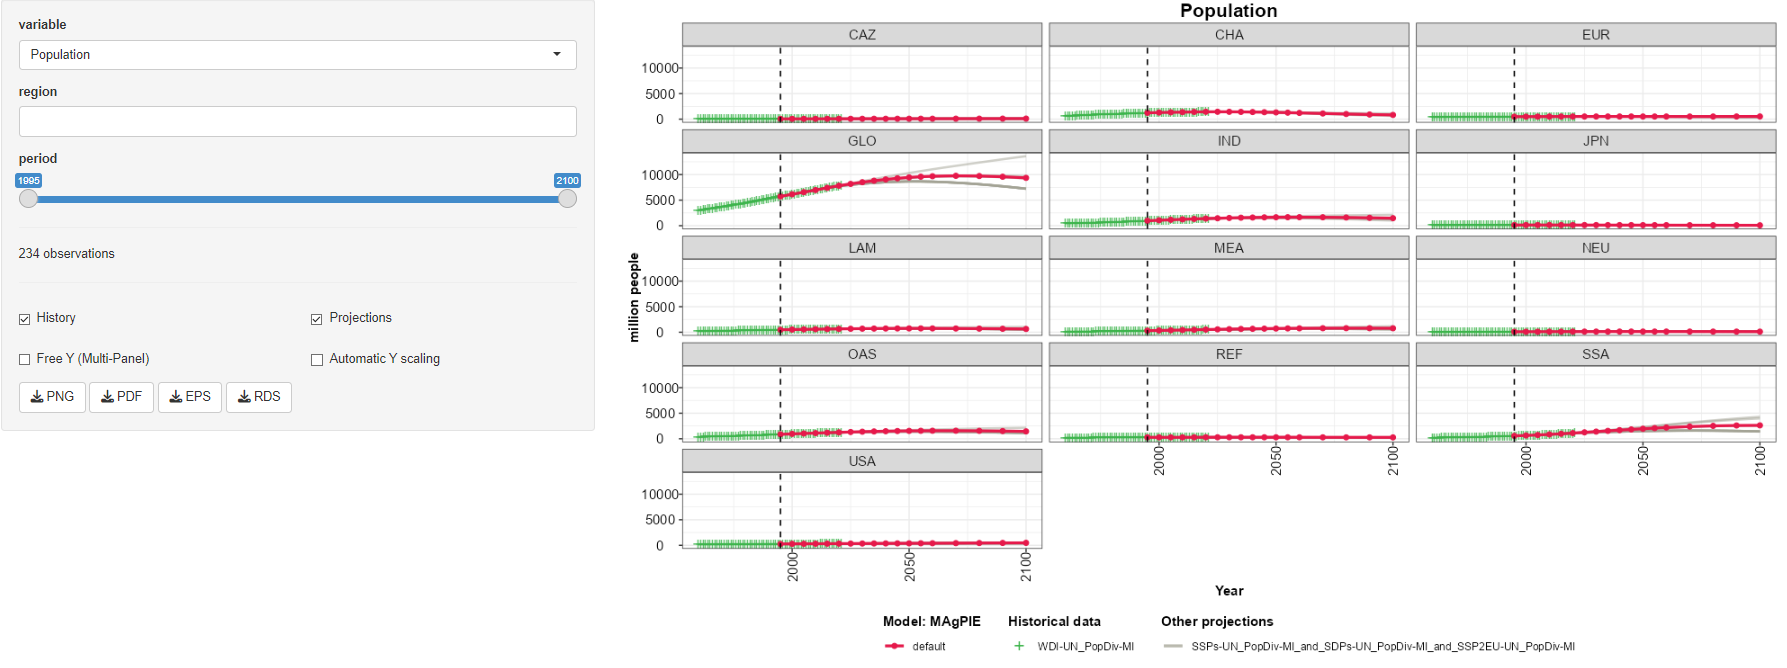 variable
Population
region
period
1995
2100
234 observations
History
Projections
Free Y (Multi-Panel)
Automatic Y scaling
PNG
PDF
EPS
RDS
Population
CAZ
CHA
EUR
10000
5000
0
GLO
IND
JPN
10000
5000
0
LAM
MEA
NEU
10000
5000
0
OAS
REF
SSA
10000
5000
0
2000
2050
2100
2000
2050
2100
USA
10000
5000
0
2000
2050
2100
million people
Year
Model: MAgPIE
default
Historical data
WDI-UN_PopDiv-MI
Other projections
SSPs-UN_PopDiv-MI_and_SDPs-UN_PopDiv-MI_and_SSP2EU-UN_PopDiv-MI